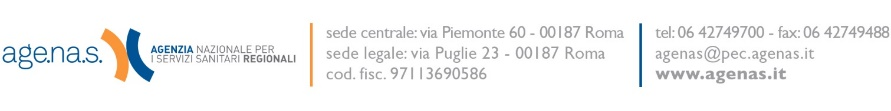 age.na.s.
AGENZIA NAZIONALE PER
I SERVIZI SANITARI REGIONALI
sede centrale: via Piemonte 60 - 00187 Roma
sede legale: via Puglie 23 - 00187 Roma
cod. fisc. 97113690586
tel: 06 42749700 - fax: 06 42749488
agenas@pec.agenas.it
www.agenas.it